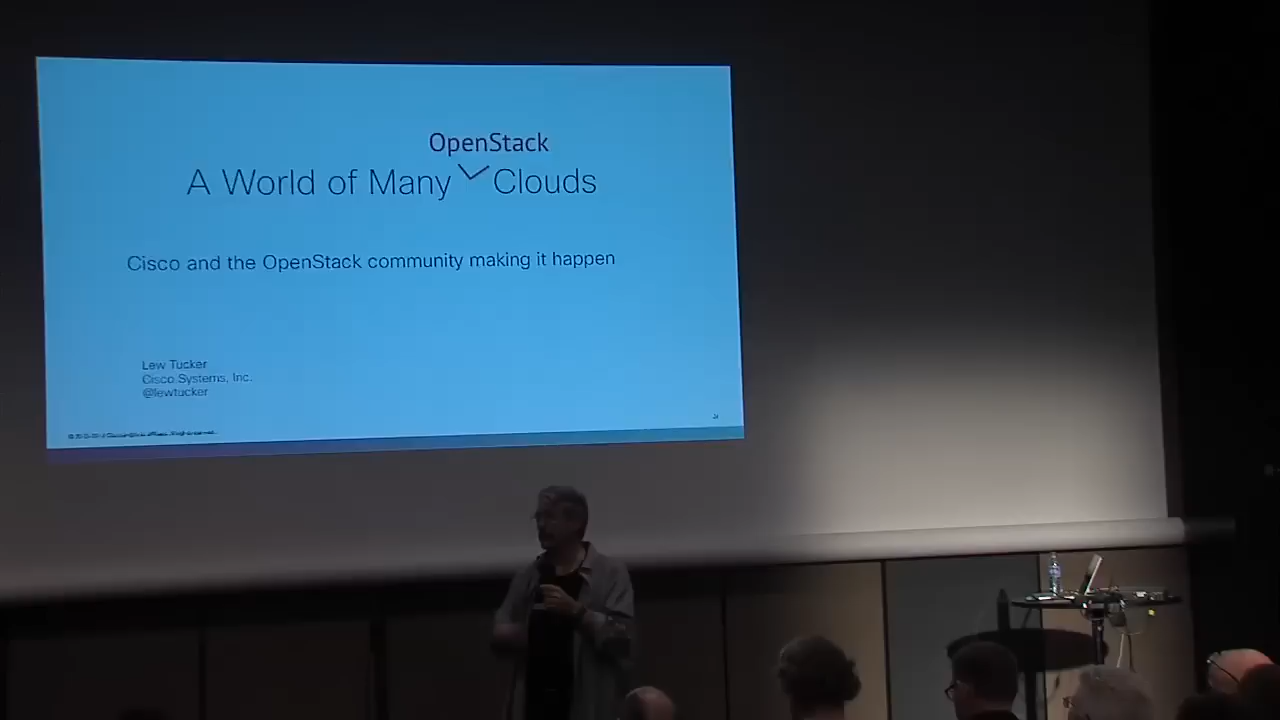 OpenStack
A World of Many Clouds
Cisco and the OpenStack community making it happen
Lew Tucker
Cisco Systems, Inc.
@lewtucker